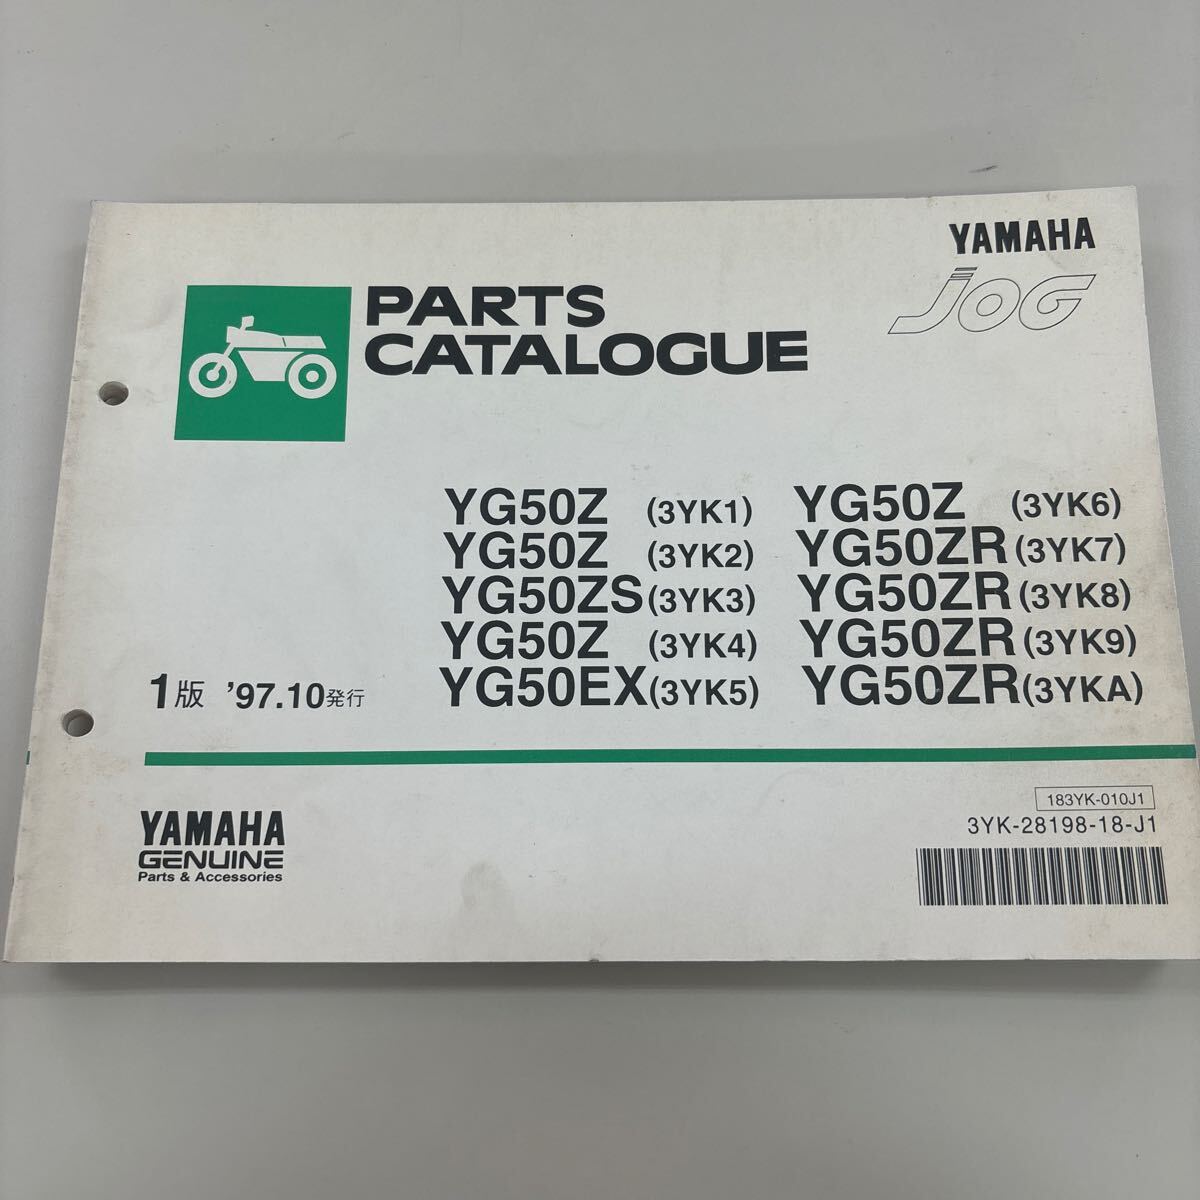 YAMAHA
JOG
PARTS
CATALOGUE
YG50Z (3YK1)
YG50Z (3YK2)
YG50ZS (3YK3)
YG50Z (3YK4)
YG50EX (3YK5)
YG50Z (3YK6)
YG50ZR (3YK7)
YG50ZR (3YK8)
YG50ZR (3YK9)
YG50ZR (3YKA)
1版 '97.10発行
183YK-010J1
3YK-28198-18-J1
YAMAHA
GENUINE
Parts & Accessories